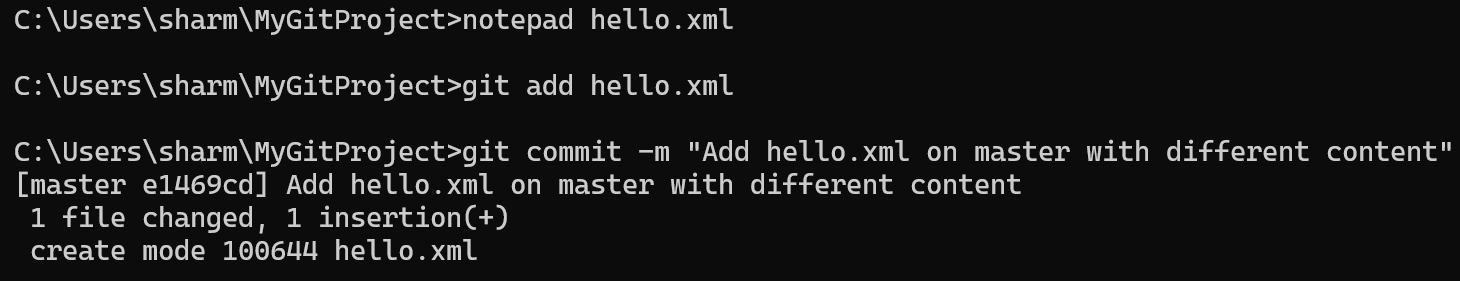 C:\Users\sharm\MyGitProject>notepad hello.xml
C:\Users\sharm\MyGitProject>git add hello.xml
C:\Users\sharm\MyGitProject>git commit -m "Add hello.xml on master with different content"
[master e1469cd] Add hello.xml on master with different content
 1 file changed, 1 insertion(+)
 create mode 100644 hello.xml